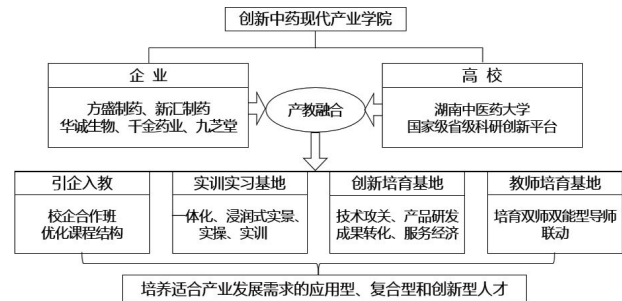 创新中药现代产业学院
企 业
方盛制药、新汇制药
华诚生物、千金药业、九芝堂
产教融合
高 校
湖南中医药大学
国家级省级科研创新平台
引企入教
校企合作班
优化课程结构
实训实习基地
一体化、浸润式实景、
实操、实训
创新培育基地
技术攻关、产品研发
成果转化、服务经济
教师培育基地
培育双师双能型导师
联动
培养适合产业发展需求的应用型、复合型和创新型人才